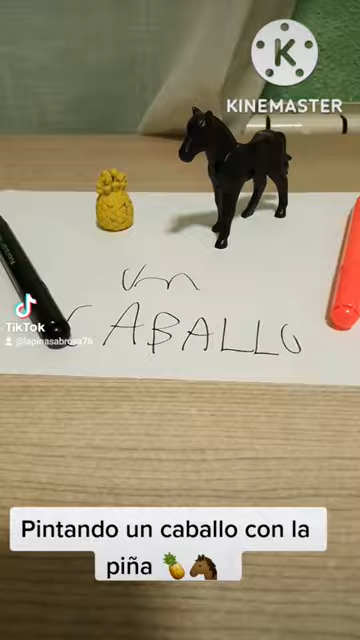 KINEMASTER
un
CABALLO
TikTok
@lapinasabrosa76
Pintando un caballo con la
piña 🍍🐴